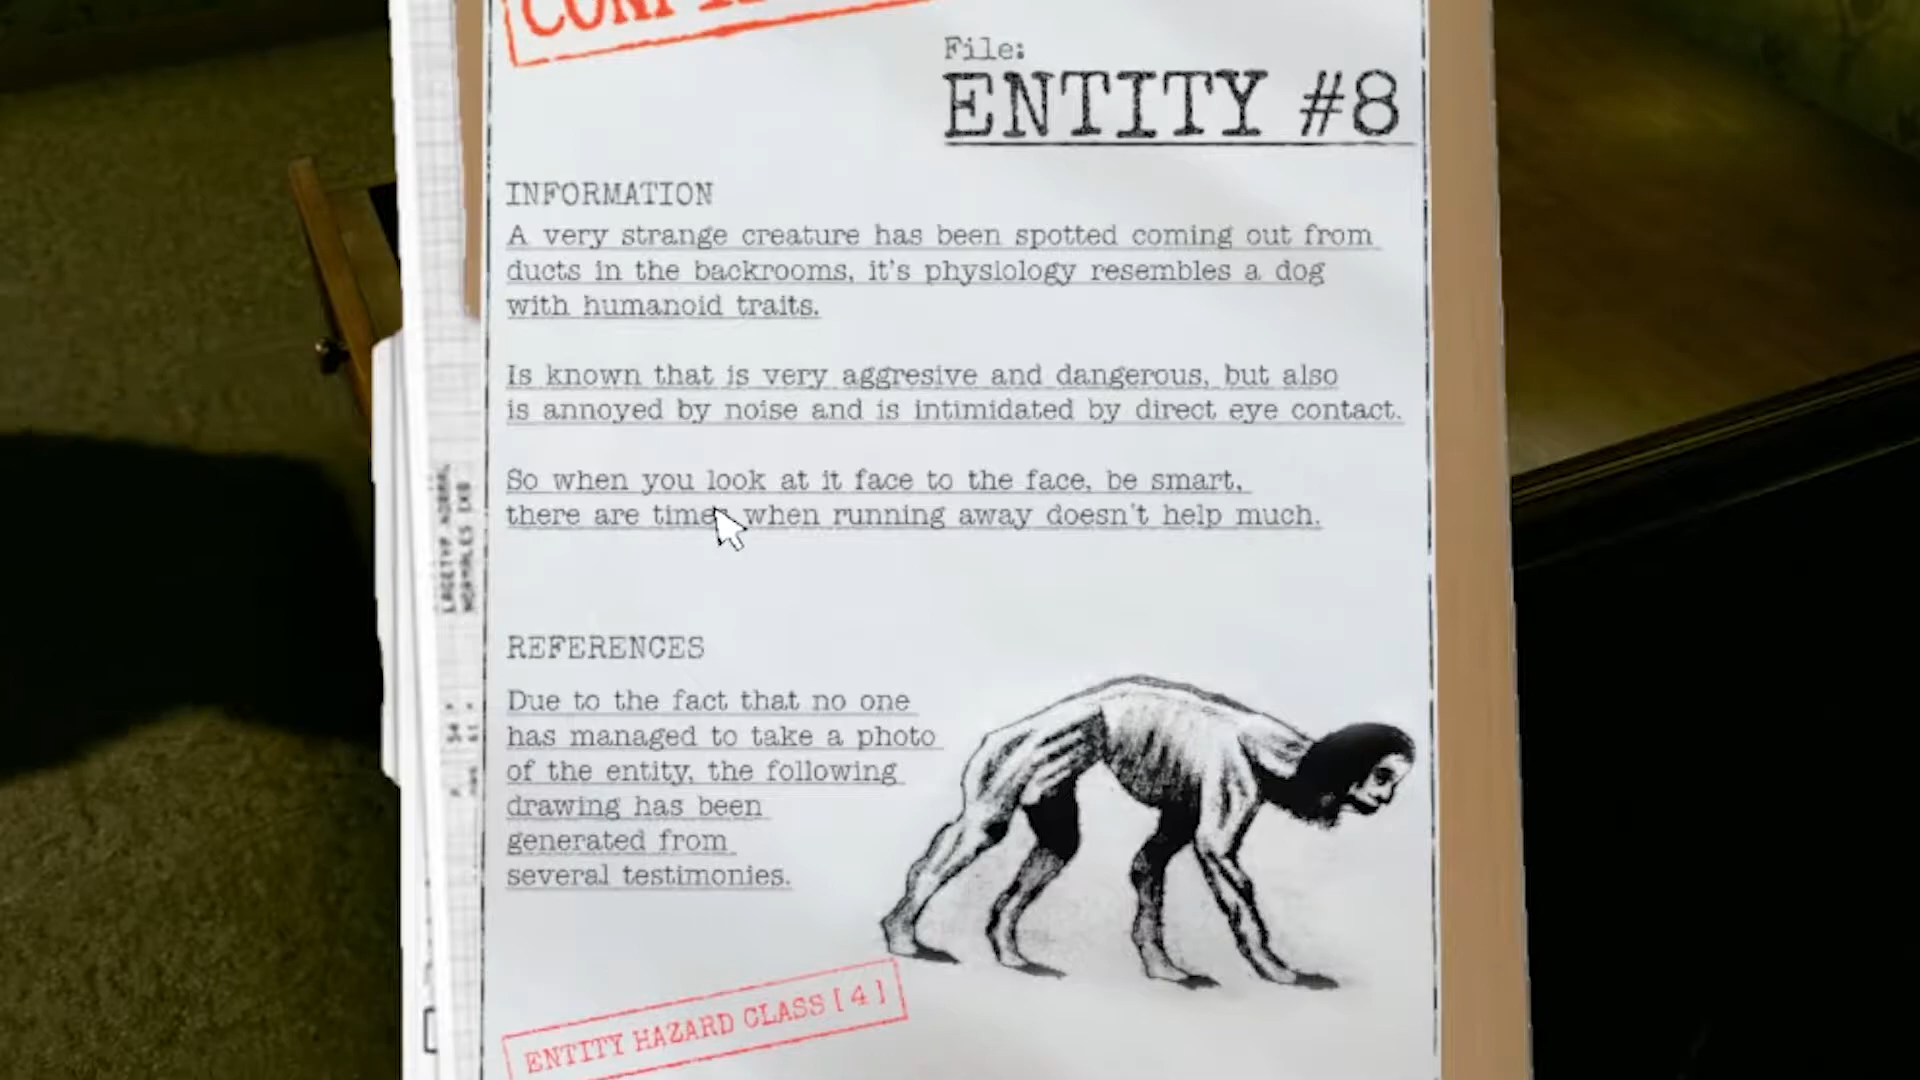 File:
ENTITY #8
INFORMATION
A very strange creature has been spotted coming out from
ducts in the backrooms, it's physiology resembles a dog
with humanoid traits.
Is known that is very aggresive and dangerous, but also
is annoyed by noise and is intimidated by direct eye contact.
So when you look at it face to the face, be smart,
there are times when running away doesn't help much.
REFERENCES
Due to the fact that no one
has managed to take a photo
of the entity, the following
drawing has been
generated from
several testimonies.
ENTITY HAZARD CLASS [ 4 ]